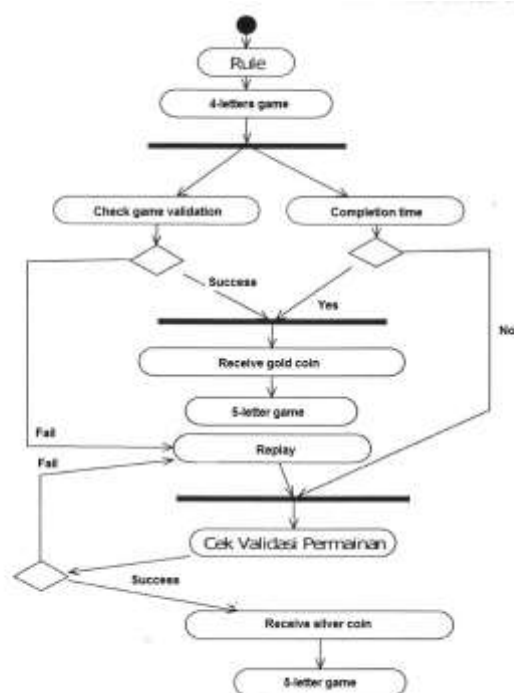 Rule
4-letters game
Check game validation
Completion time
Success
Yes
No
Receive gold coin
5-letter game
Fail
Replay
Fail
Cek Validasi Permainan
Success
Receive silver coin
5-letter game